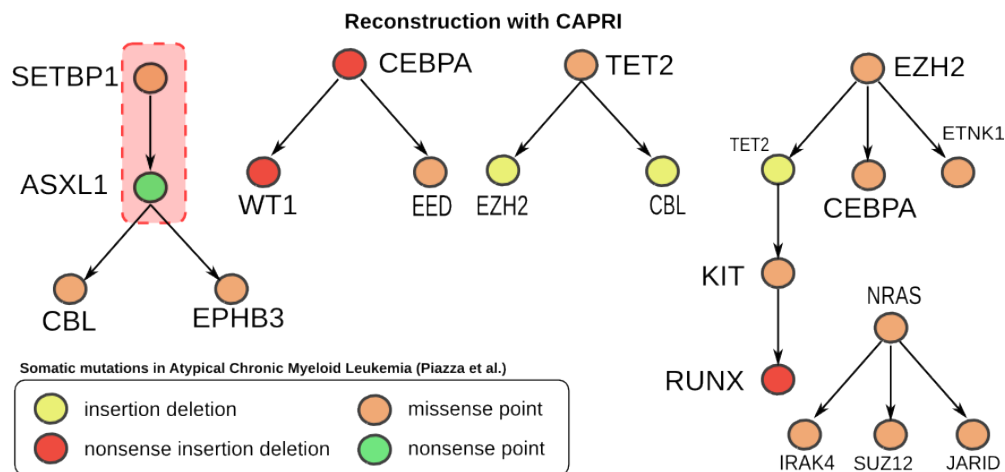 Reconstruction with CAPRI
SETBP1
ASXL1
CBL
EPHB3
CEBPA
WT1
EED
TET2
EZH2
CBL
EZH2
TET2
CEBPA
ETNK1
KIT
RUNX
NRAS
IRAK4
SUZ12
JARID
Somatic mutations in Atypical Chronic Myeloid Leukemia (Piazza et al.)
insertion deletion
missense point
nonsense insertion deletion
nonsense point